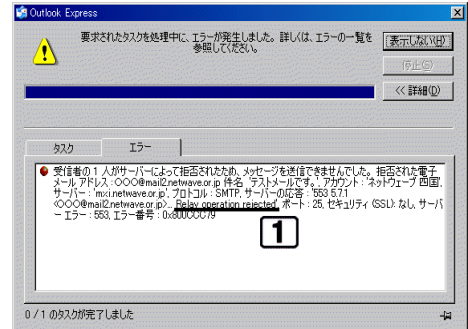 Outlook Express
要求されたタスクを処理中に、エラーが発生しました。詳しくは、エラーの一覧を
参照してください。
表示しない(H)
停止(S)
<< 詳細(D)
タスク
エラー
受信者の 1 人がサーバーによって拒否されたため、メッセージを送信できませんでした。 拒否された電子
メール アドレス : 〇〇〇@mail2.netwave.or.jp 件名 'テストメールです。', アカウント : 'ネットウェーブ 四国',
サーバー : 'mxi.netwave.or.jp', プロトコル : SMTP, サーバーの応答 : '553 5.7.1
<〇〇〇@mail2.netwave.or.jp>... Relay operation rejected', ポート : 25, セキュリティ (SSL): なし, サーバ
ー エラー : 553, エラー番号 : 0x800CCC79
1
0 / 1 のタスクが完了しました